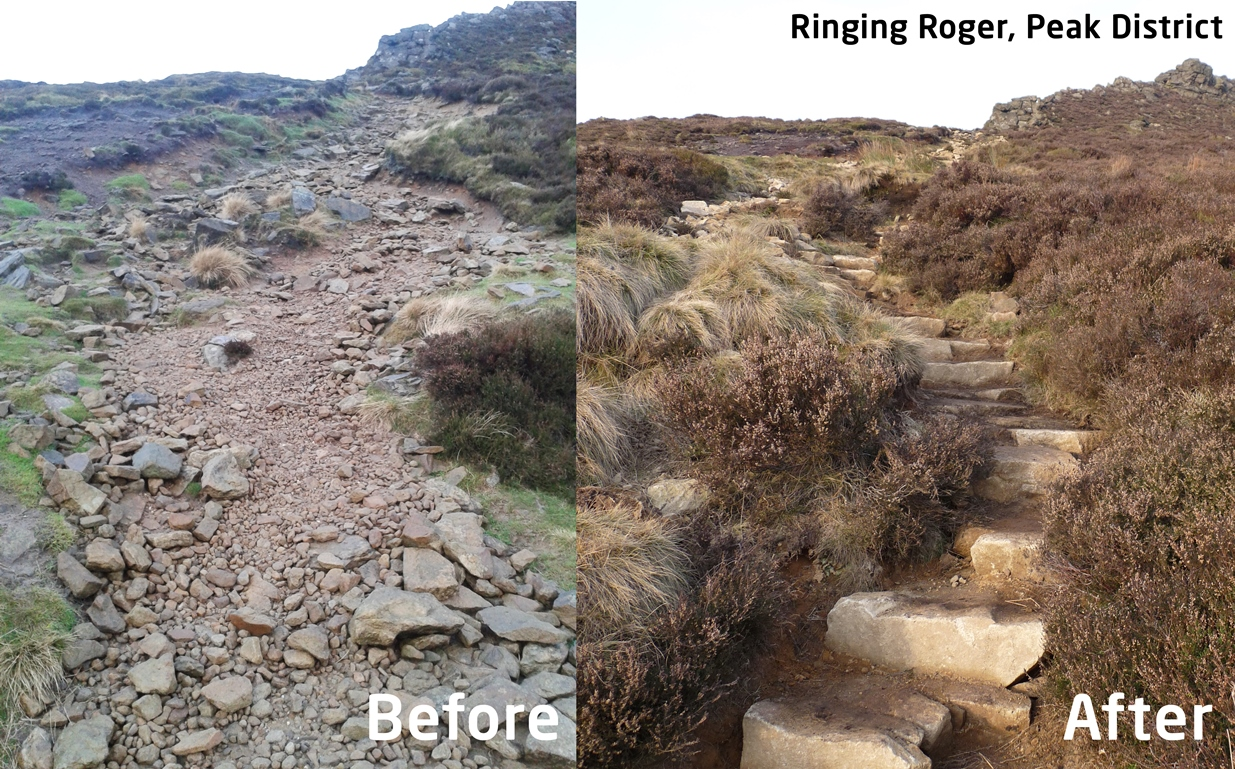 Ringing Roger, Peak District
Before
After